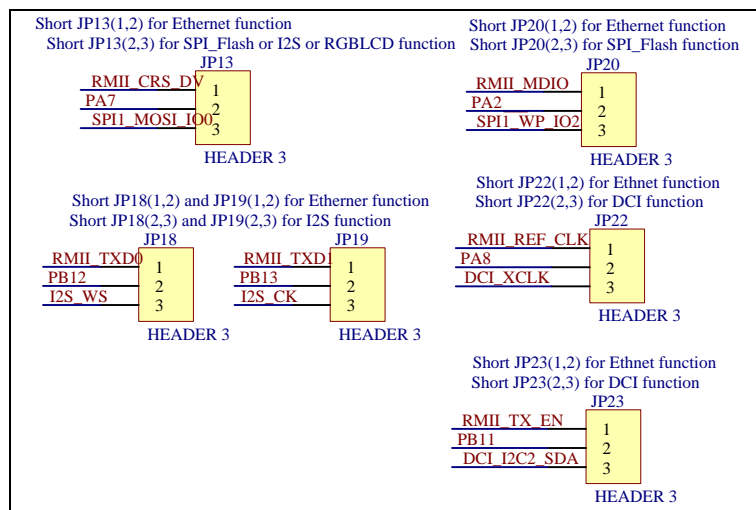 Short JP13(1,2) for Ethernet function
Short JP13(2,3) for SPI_Flash or I2S or RGBLCD function
JP13
RMII_CRS_DV 1
PA7 2
SPI1_MOSI_IO0 3
HEADER 3
Short JP20(1,2) for Ethernet function
Short JP20(2,3) for SPI_Flash function
JP20
RMII_MDIO 1
PA2 2
SPI1_WP_IO2 3
HEADER 3
Short JP18(1,2) and JP19(1,2) for Etherner function
Short JP18(2,3) and JP19(2,3) for I2S function
JP18
RMII_TXD0 1
PB12 2
I2S_WS 3
HEADER 3
JP19
RMII_TXD1 1
PB13 2
I2S_CK 3
HEADER 3
Short JP22(1,2) for Ethnet function
Short JP22(2,3) for DCI function
JP22
RMII_REF_CLK 1
PA8 2
DCI_XCLK 3
HEADER 3
Short JP23(1,2) for Ethnet function
Short JP23(2,3) for DCI function
JP23
RMII_TX_EN 1
PB11 2
DCI_I2C2_SDA 3
HEADER 3